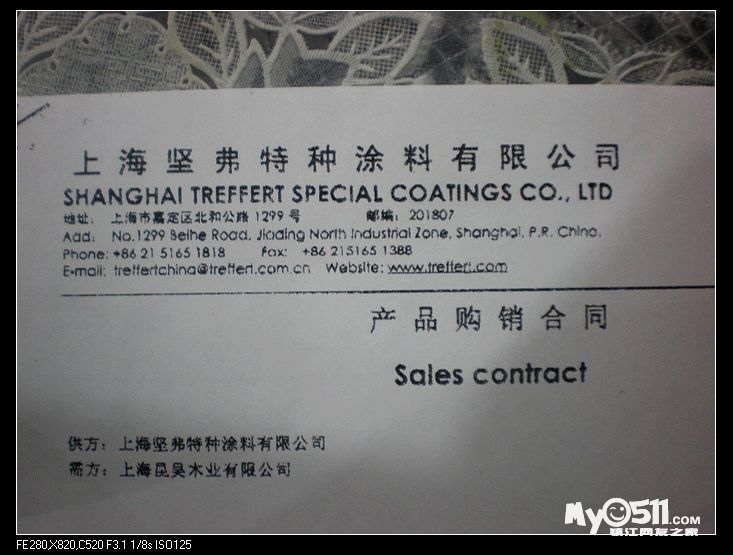 上海坚弗特种涂料有限公司
SHANGHAI TREFFERT SPECIAL COATINGS CO., LTD
地址： 上海市嘉定区北和公路 1299 号 邮编：201807
Add: No.1299 Beihe Road, Jiading North Industrial Zone, Shanghai, P.R. China.
Phone: +86 21 5165 1818 Fax: +86 21 5165 1388
E-mail: treffertchina@treffert.com.cn Website: www.treffert.com
产品购销合同
Sales contract
供方：上海坚弗特种涂料有限公司
需方：上海昆吴木业有限公司
My0511.com
镇江网友之家
FE280,X820,C520 F3.1 1/8s ISO125